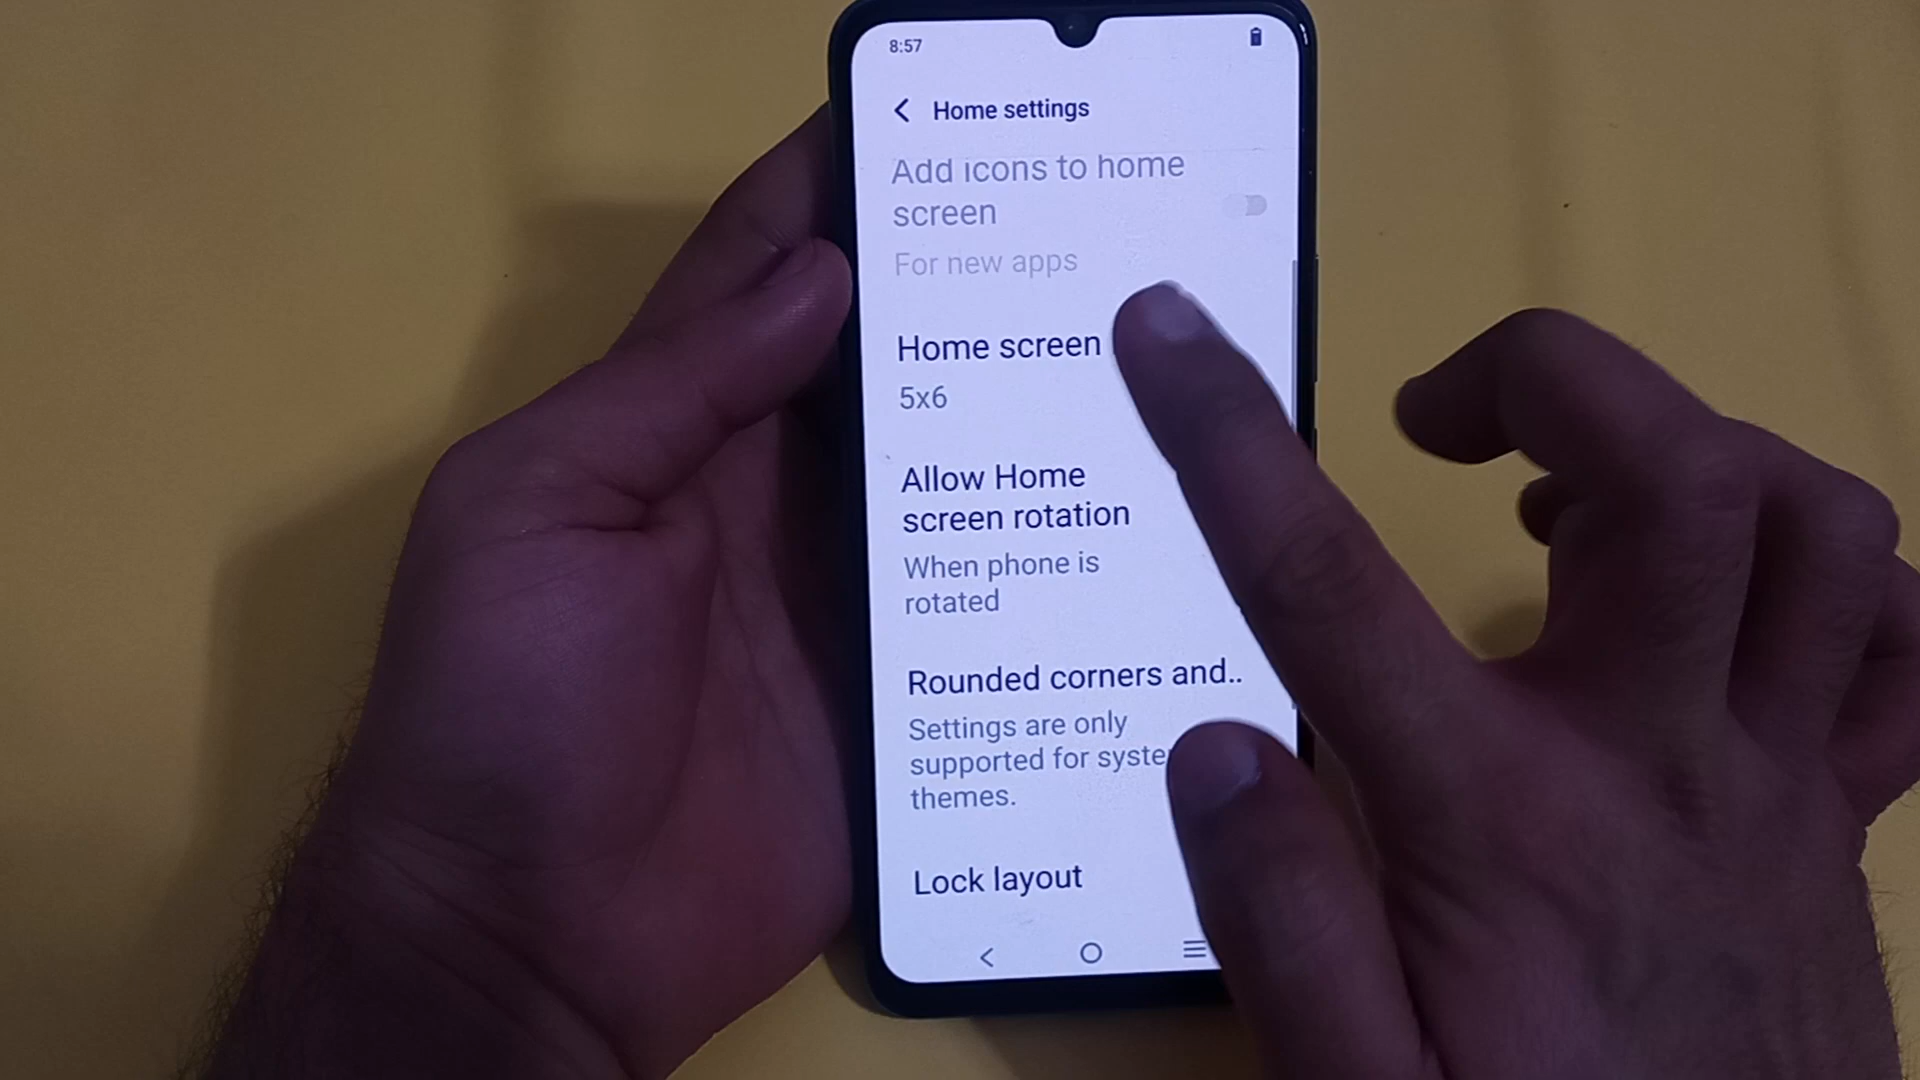 8:57
Home settings
Add icons to home
screen
For new apps
Home screen
5x6
Allow Home
screen rotation
When phone is
rotated
Rounded corners and..
Settings are only
supported for syste
themes.
Lock layout